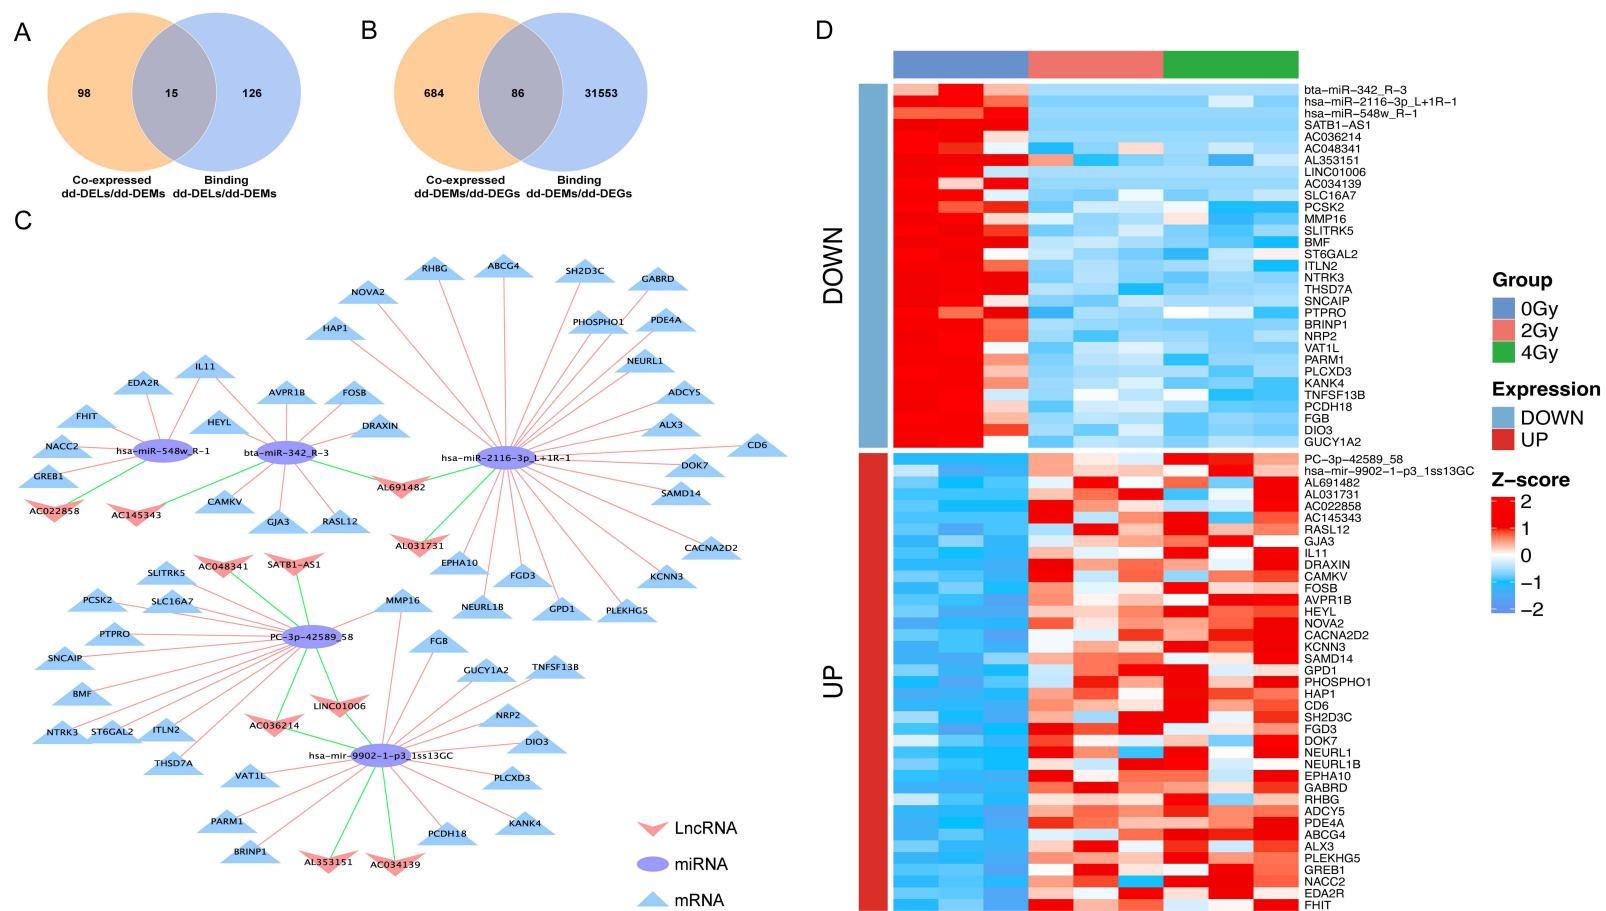 A
98
15
126
Co-expressed
dd-DELs/dd-DEMs
Binding
dd-DELs/dd-DEMs
B
684
86
31553
Co-expressed
dd-DEMs/dd-DEGs
Binding
dd-DEMs/dd-DEGs
C
RHBG
ABCG4
SH2D3C
GABRD
NOVA2
HAP1
PHOSPHO1
PDE4A
NEURL1
IL11
EDA2R
AVPR1B
FOSB
ADCY5
FHIT
HEYL
DRAXIN
ALX3
NACC2
hsa-miR-548w_R-1
bta-miR-342_R-3
hsa-miR-2116-3p_L+1R-1
CD6
GREB1
DOK7
AL691482
SAMD14
AC022858
AC145343
CAMKV
GJA3
RASL12
AL031731
CACNA2D2
EPHA10
FGD3
KCNN3
NEURL1B
GPD1
PLEKHG5
AC048341
SATB1-AS1
SLITRK5
PCSK2
SLC16A7
MMP16
PTPRO
PC-3p-42589_58
FGB
SNCAIP
GUCY1A2
TNFSF13B
BMF
LINC01006
NRP2
NTRK3
ST6GAL2
ITLN2
AC036214
DIO3
THSD7A
hsa-mir-9902-1-p3_1ss13GC
VAT1L
PLCXD3
PARM1
KANK4
PCDH18
BRINP1
AL353151
AC034139
LncRNA
miRNA
mRNA
D
DOWN
bta-miR-342_R-3
hsa-miR-2116-3p_L+1R-1
hsa-miR-548w_R-1
SATB1-AS1
AC036214
AC048341
AL353151
LINC01006
AC034139
SLC16A7
PCSK2
MMP16
SLITRK5
BMF
ST6GAL2
ITLN2
NTRK3
THSD7A
SNCAIP
PTPRO
BRINP1
NRP2
VAT1L
PARM1
PLCXD3
KANK4
TNFSF13B
PCDH18
FGB
DIO3
GUCY1A2
UP
PC-3p-42589_58
hsa-mir-9902-1-p3_1ss13GC
AL691482
AL031731
AC022858
AC145343
RASL12
GJA3
IL11
DRAXIN
CAMKV
FOSB
AVPR1B
HEYL
NOVA2
CACNA2D2
KCNN3
SAMD14
GPD1
PHOSPHO1
HAP1
CD6
SH2D3C
FGD3
DOK7
NEURL1
NEURL1B
EPHA10
GABRD
RHBG
ADCY5
PDE4A
ABCG4
ALX3
PLEKHG5
GREB1
NACC2
EDA2R
FHIT
Group
0Gy
2Gy
4Gy
Expression
DOWN
UP
Z-score
2
1
0
−1
−2